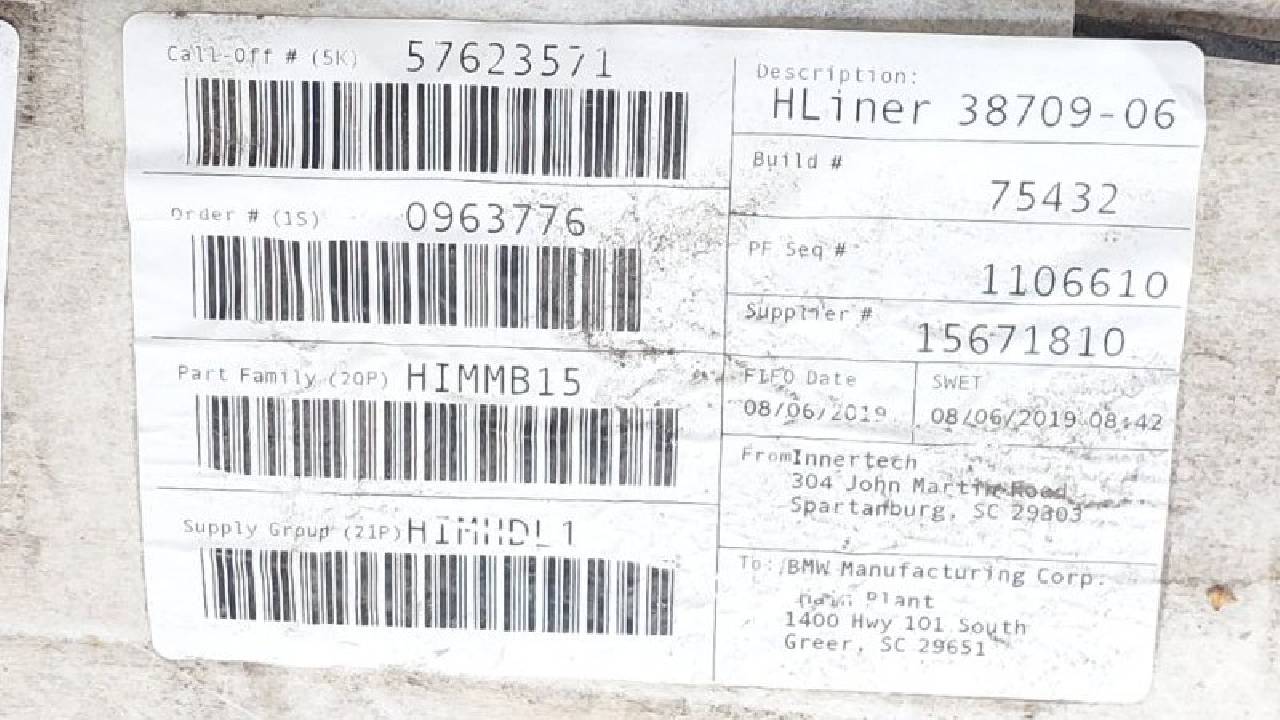 Call-Off # (5K) 57623571
Order # (1S) 0963776
Part Family (20P) HIMMB15
Supply Group (21P) HIMHDL1
Description:
HLiner 38709-06
Build #
75432
PF Seq #
1106610
Supplier #
15671810
FIFO Date
08/06/2019
SWET
08/06/2019 08:42
From Innertech
304 John Martin Road
Spartanburg, SC 29303
To: BMW Manufacturing Corp.
Main Plant
1400 Hwy 101 South
Greer, SC 29651